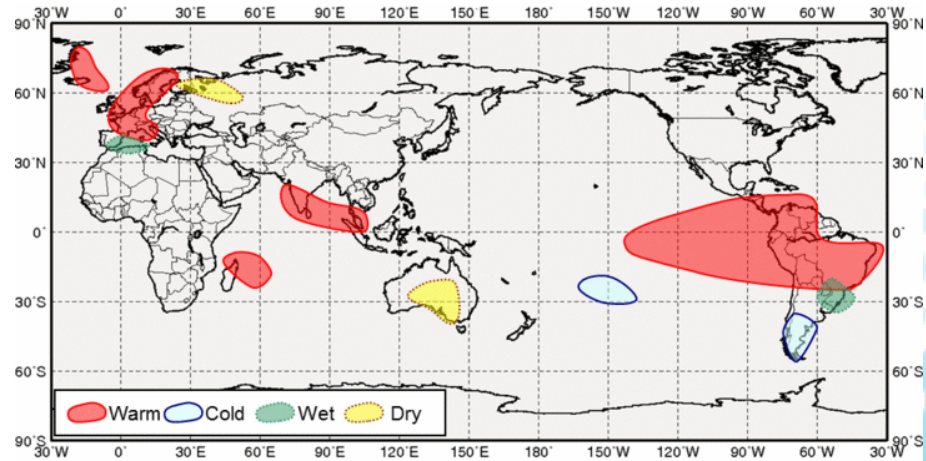 30°W 0° 30°E 60°E 90°E 120°E 150°E 180° 150°W 120°W 90°W 60°W 30°W
90°N 90°N
60°N 60°N
30°N 30°N
0° 0°
30°S 30°S
60°S 60°S
Warm Cold Wet Dry
90°S 90°S
30°W 0° 30°E 60°E 90°E 120°E 150°E 180° 150°W 120°W 90°W 60°W 30°W